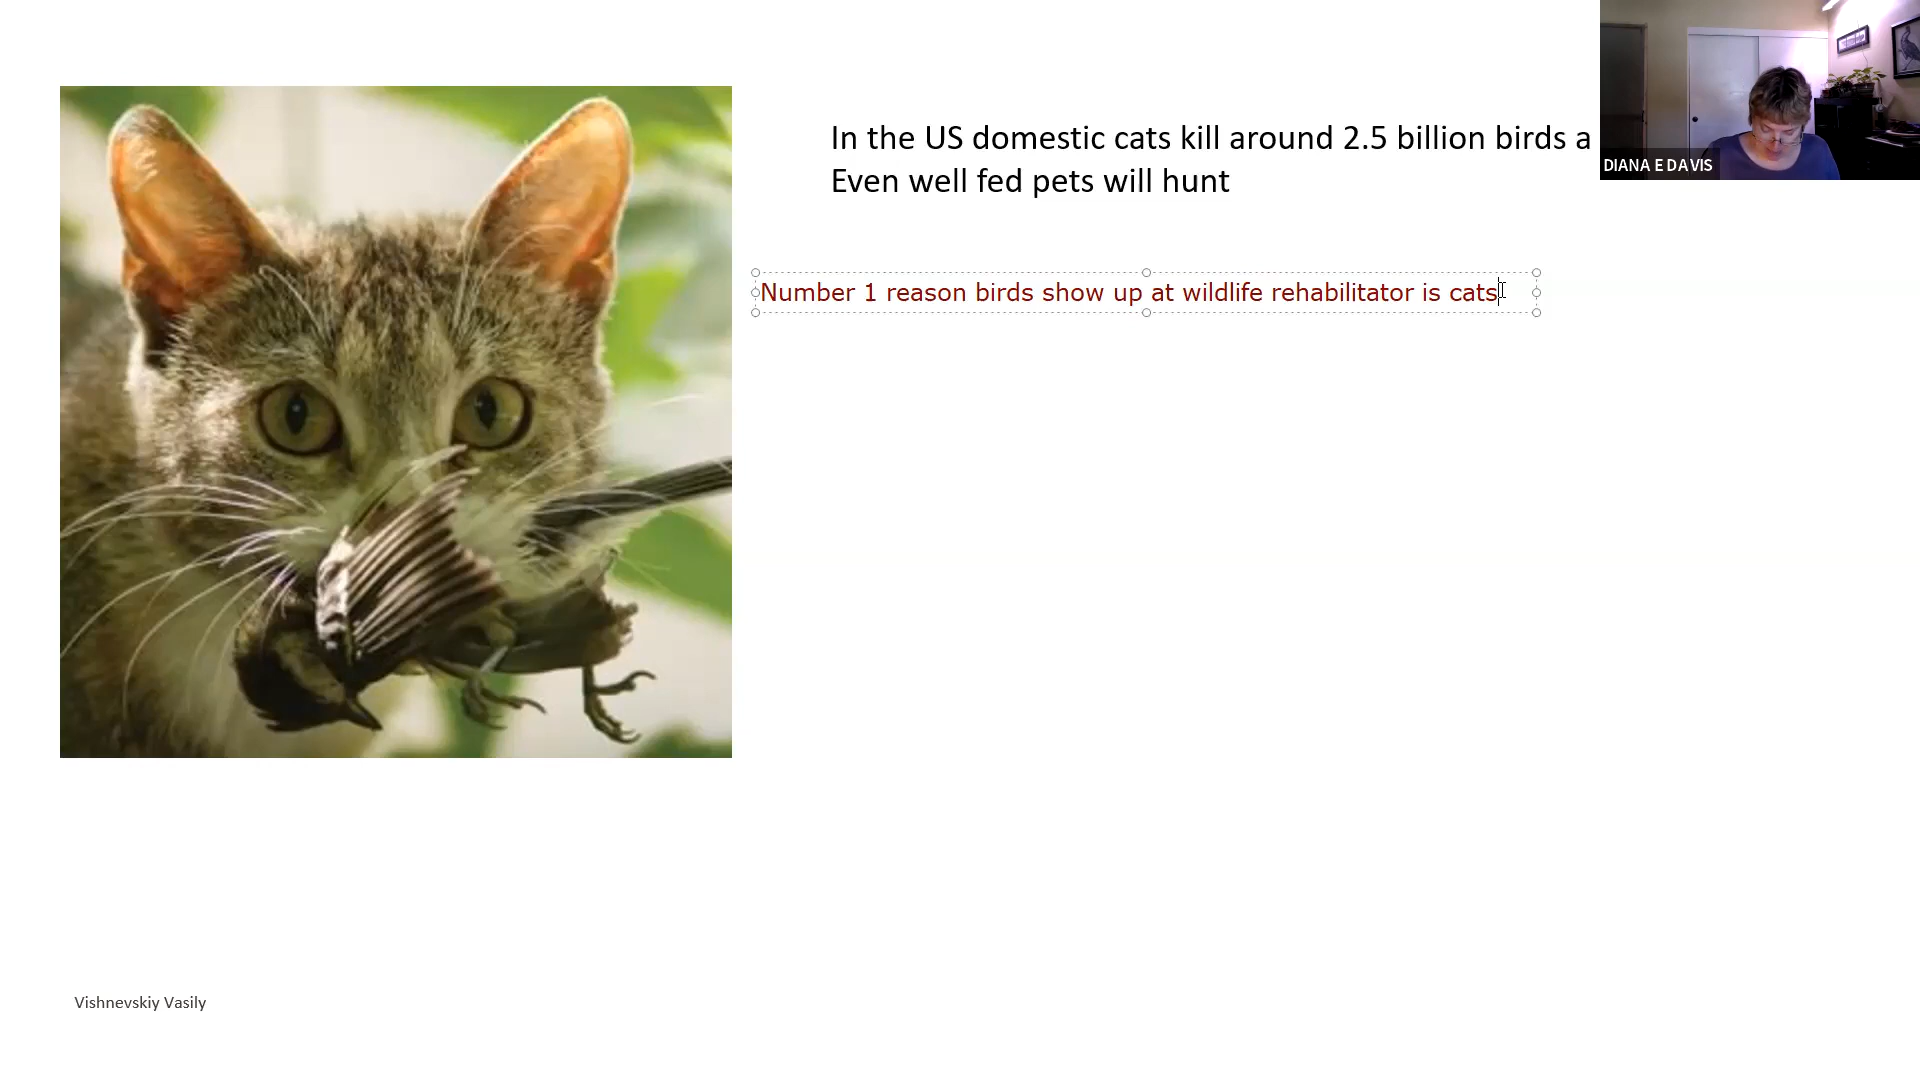 In the US domestic cats kill around 2.5 billion birds a
Even well fed pets will hunt
DIANA E DAVIS
Number 1 reason birds show up at wildlife rehabilitator is cats
Vishnevskiy Vasily